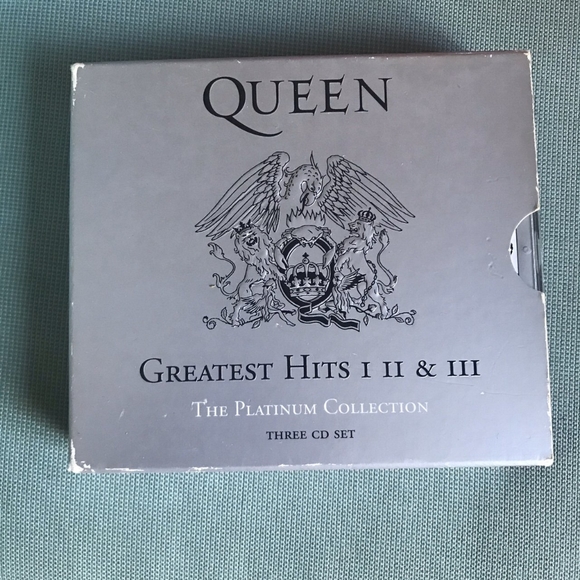 QUEEN
GREATEST HITS I II & III
THE PLATINUM COLLECTION
THREE CD SET